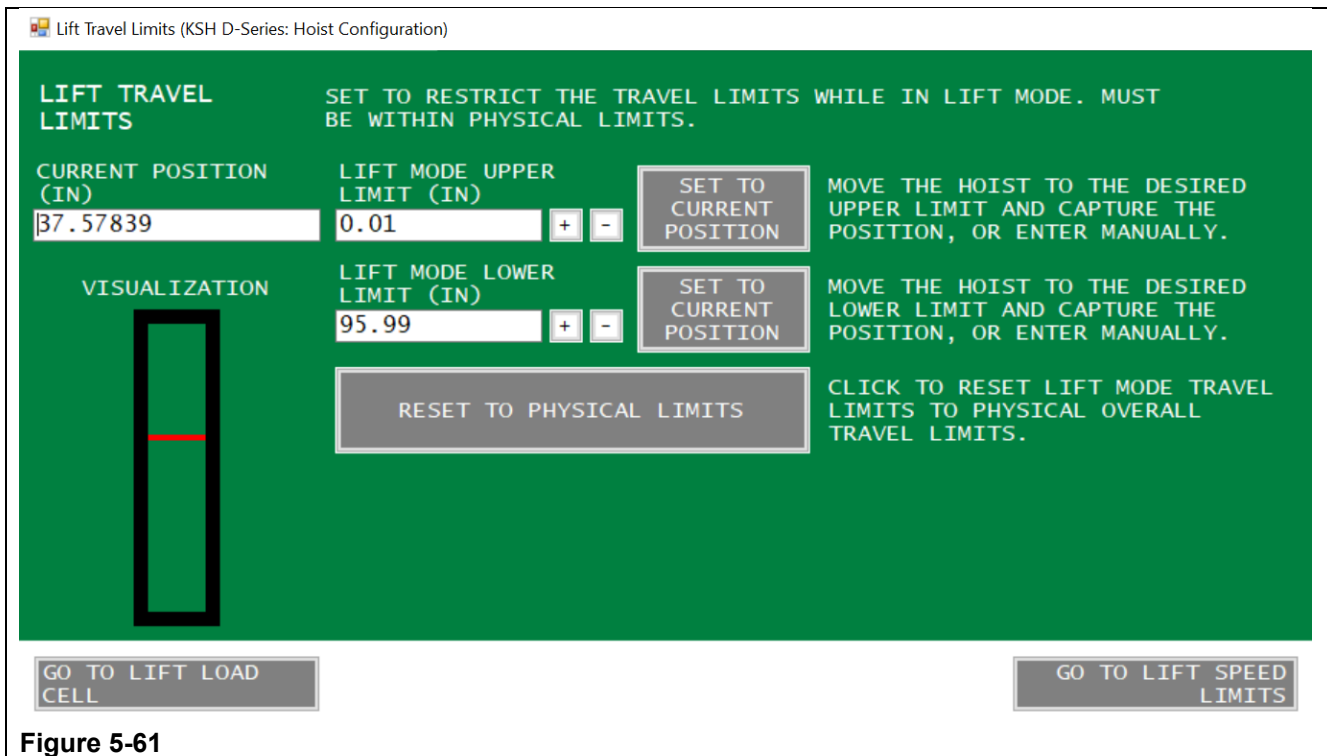 Lift Travel Limits (KSH D-Series: Hoist Configuration)
LIFT TRAVEL
LIMITS
SET TO RESTRICT THE TRAVEL LIMITS WHILE IN LIFT MODE. MUST
BE WITHIN PHYSICAL LIMITS.
CURRENT POSITION
(IN)
37.57839
LIFT MODE UPPER
LIMIT (IN)
0.01
+ -
SET TO
CURRENT
POSITION
MOVE THE HOIST TO THE DESIRED
UPPER LIMIT AND CAPTURE THE
POSITION, OR ENTER MANUALLY.
VISUALIZATION
LIFT MODE LOWER
LIMIT (IN)
95.99
+ -
SET TO
CURRENT
POSITION
MOVE THE HOIST TO THE DESIRED
LOWER LIMIT AND CAPTURE THE
POSITION, OR ENTER MANUALLY.
RESET TO PHYSICAL LIMITS
CLICK TO RESET LIFT MODE TRAVEL
LIMITS TO PHYSICAL OVERALL
TRAVEL LIMITS.
GO TO LIFT LOAD
CELL
GO TO LIFT SPEED
LIMITS
Figure 5-61